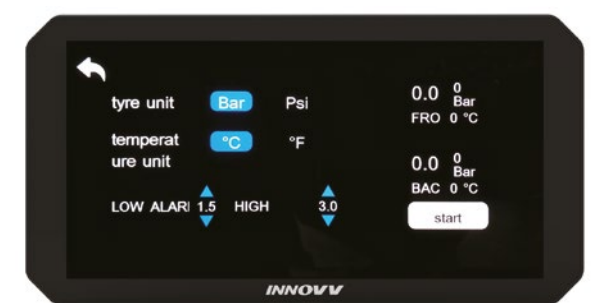 tyre unit Bar Psi
temperat °C °F
ure unit
LOW ALARI 1.5 HIGH 3.0
0.0 0
Bar
FRO 0 °C
0.0 0
Bar
BAC 0 °C
start
INNOVV